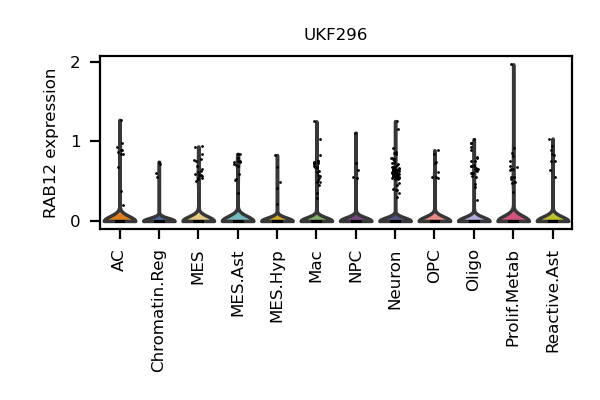 UKF296
RAB12 expression
2
1
0
AC
Chromatin.Reg
MES
MES.Ast
MES.Hyp
Mac
NPC
Neuron
OPC
Oligo
Prolif.Metab
Reactive.Ast